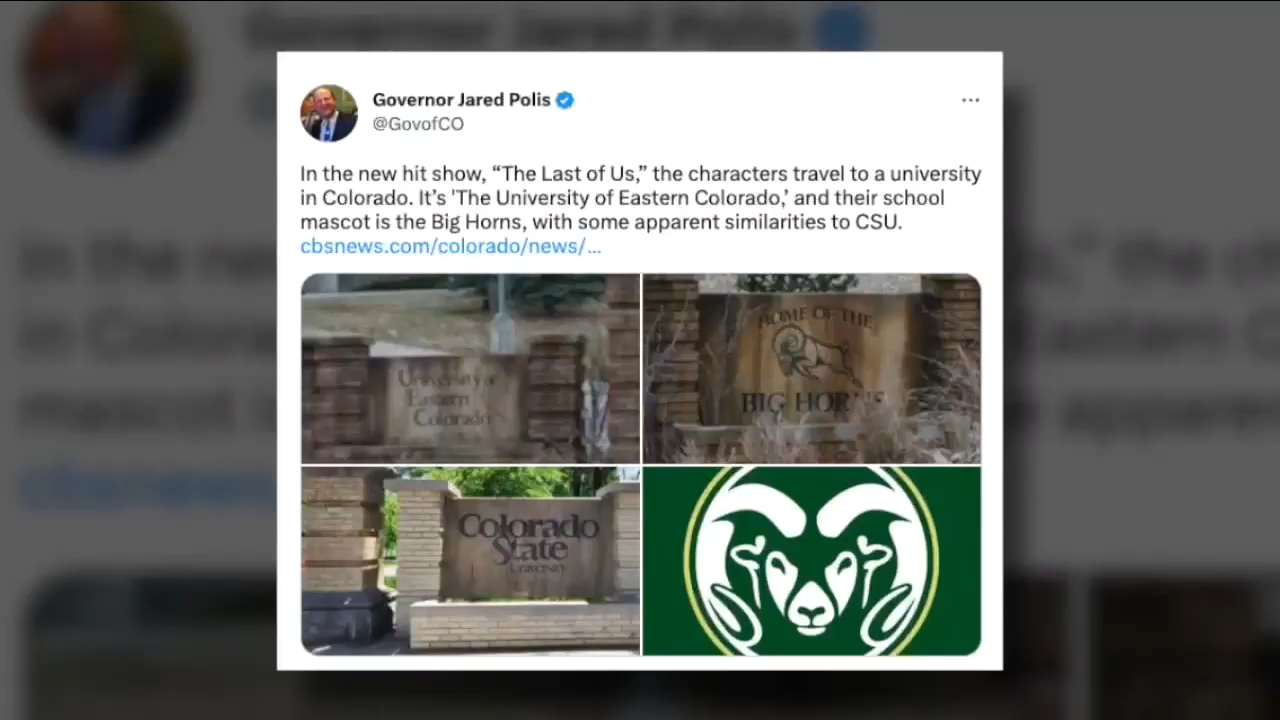 Governor Jared Polis
@GovofCO
In the new hit show, “The Last of Us,” the characters travel to a university
in Colorado. It’s 'The University of Eastern Colorado,’ and their school
mascot is the Big Horns, with some apparent similarities to CSU.
cbsnews.com/colorado/news/...
University of
Eastern
Colorado
HOME OF THE
BIG HORNS
Colorado
State
University